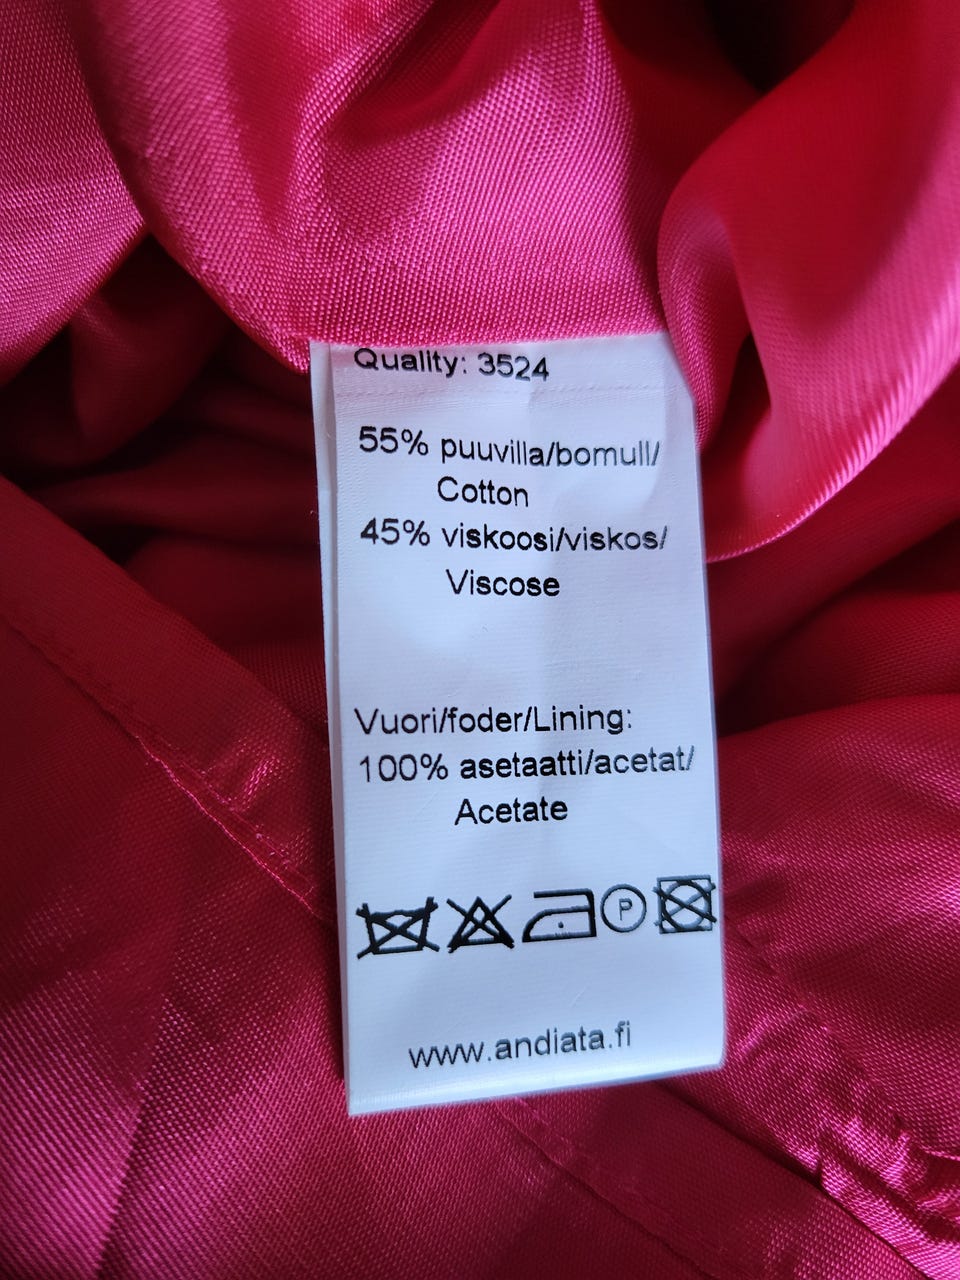 Quality: 3524
55% puuvilla/bomull/
Cotton
45% viskoosi/viskos/
Viscose
Vuori/foder/Lining:
100% asetaatti/acetat/
Acetate
P
www.andiata.fi